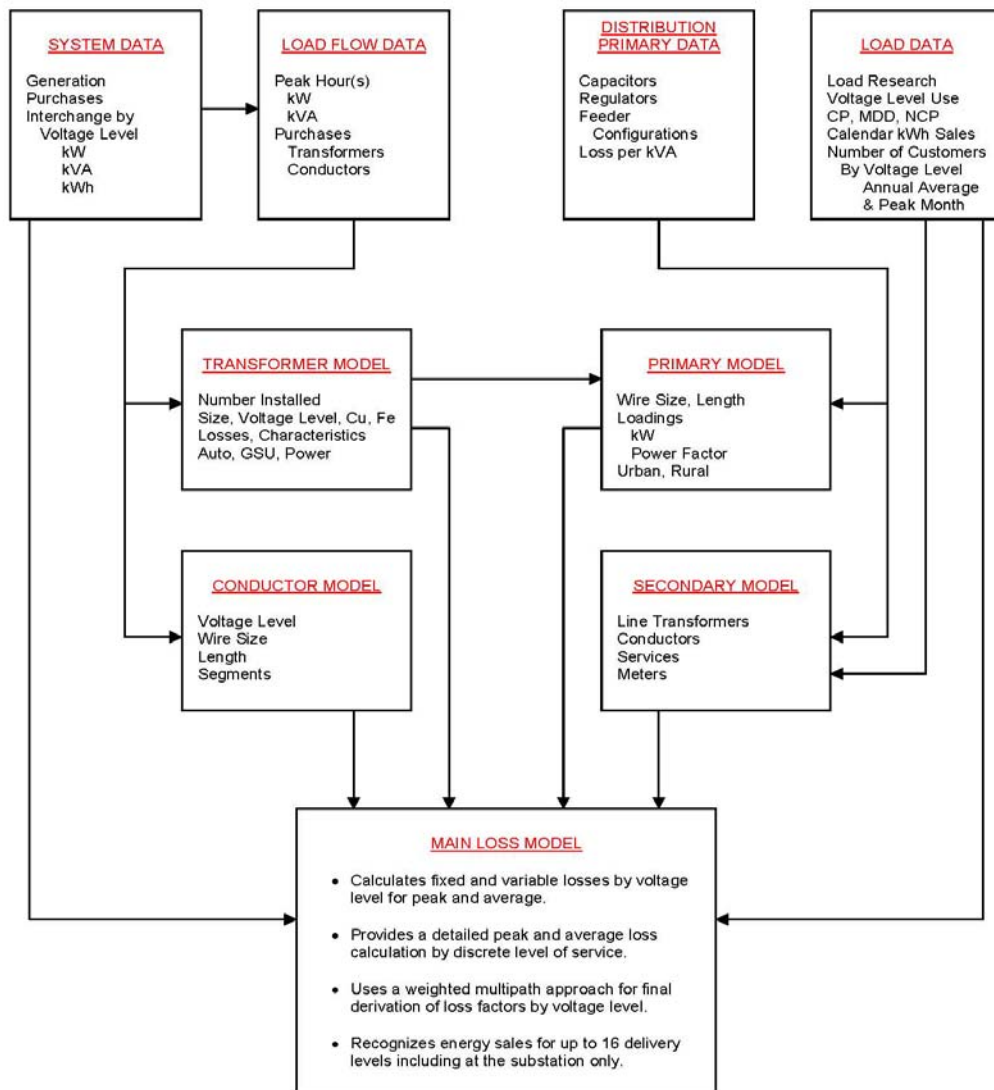 SYSTEM DATA
Generation
Purchases
Interchange by
Voltage Level
kW
kVA
kWh
LOAD FLOW DATA
Peak Hour(s)
kW
kVA
Purchases
Transformers
Conductors
DISTRIBUTION
PRIMARY DATA
Capacitors
Regulators
Feeder
Configurations
Loss per kVA
LOAD DATA
Load Research
Voltage Level Use
CP, MDD, NCP
Calendar kWh Sales
Number of Customers
By Voltage Level
Annual Average
& Peak Month
TRANSFORMER MODEL
Number Installed
Size, Voltage Level, Cu, Fe
Losses, Characteristics
Auto, GSU, Power
PRIMARY MODEL
Wire Size, Length
Loadings
kW
Power Factor
Urban, Rural
CONDUCTOR MODEL
Voltage Level
Wire Size
Length
Segments
SECONDARY MODEL
Line Transformers
Conductors
Services
Meters
MAIN LOSS MODEL
• Calculates fixed and variable losses by voltage
level for peak and average.
• Provides a detailed peak and average loss
calculation by discrete level of service.
• Uses a weighted multipath approach for final
derivation of loss factors by voltage level.
• Recognizes energy sales for up to 16 delivery
levels including at the substation only.